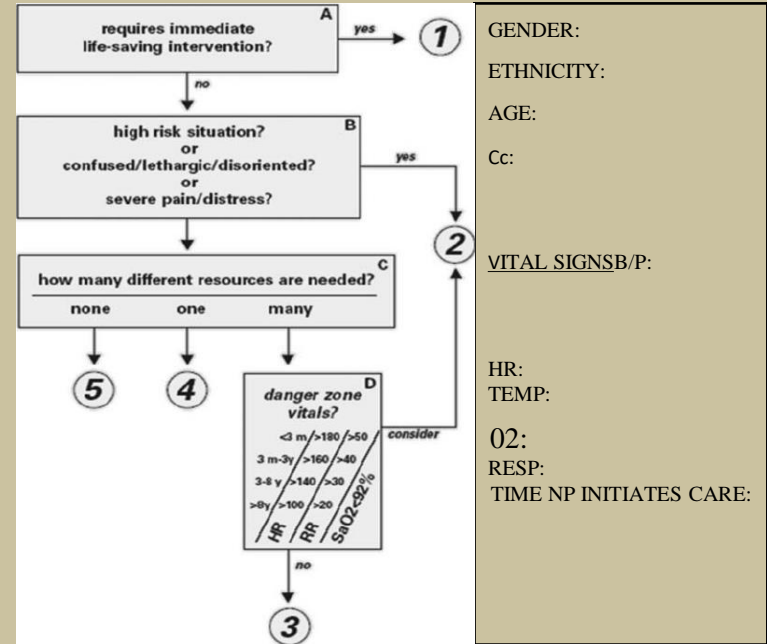 A
requires immediate
life-saving intervention?
yes
1
no
B
high risk situation?
or
confused/lethargic/disoriented?
or
severe pain/distress?
yes
2
C
how many different resources are needed?
none one many
5
4
D
danger zone
vitals?
<3 m >180 >50
3 m-3y >160 >40
3-8 y >140 >30
>8y >100 >20
HR RR SaO2<92%
consider
no
3
GENDER:
ETHNICITY:
AGE:
Cc:
VITAL SIGNSB/P:
HR:
TEMP:
02:
RESP:
TIME NP INITIATES CARE: